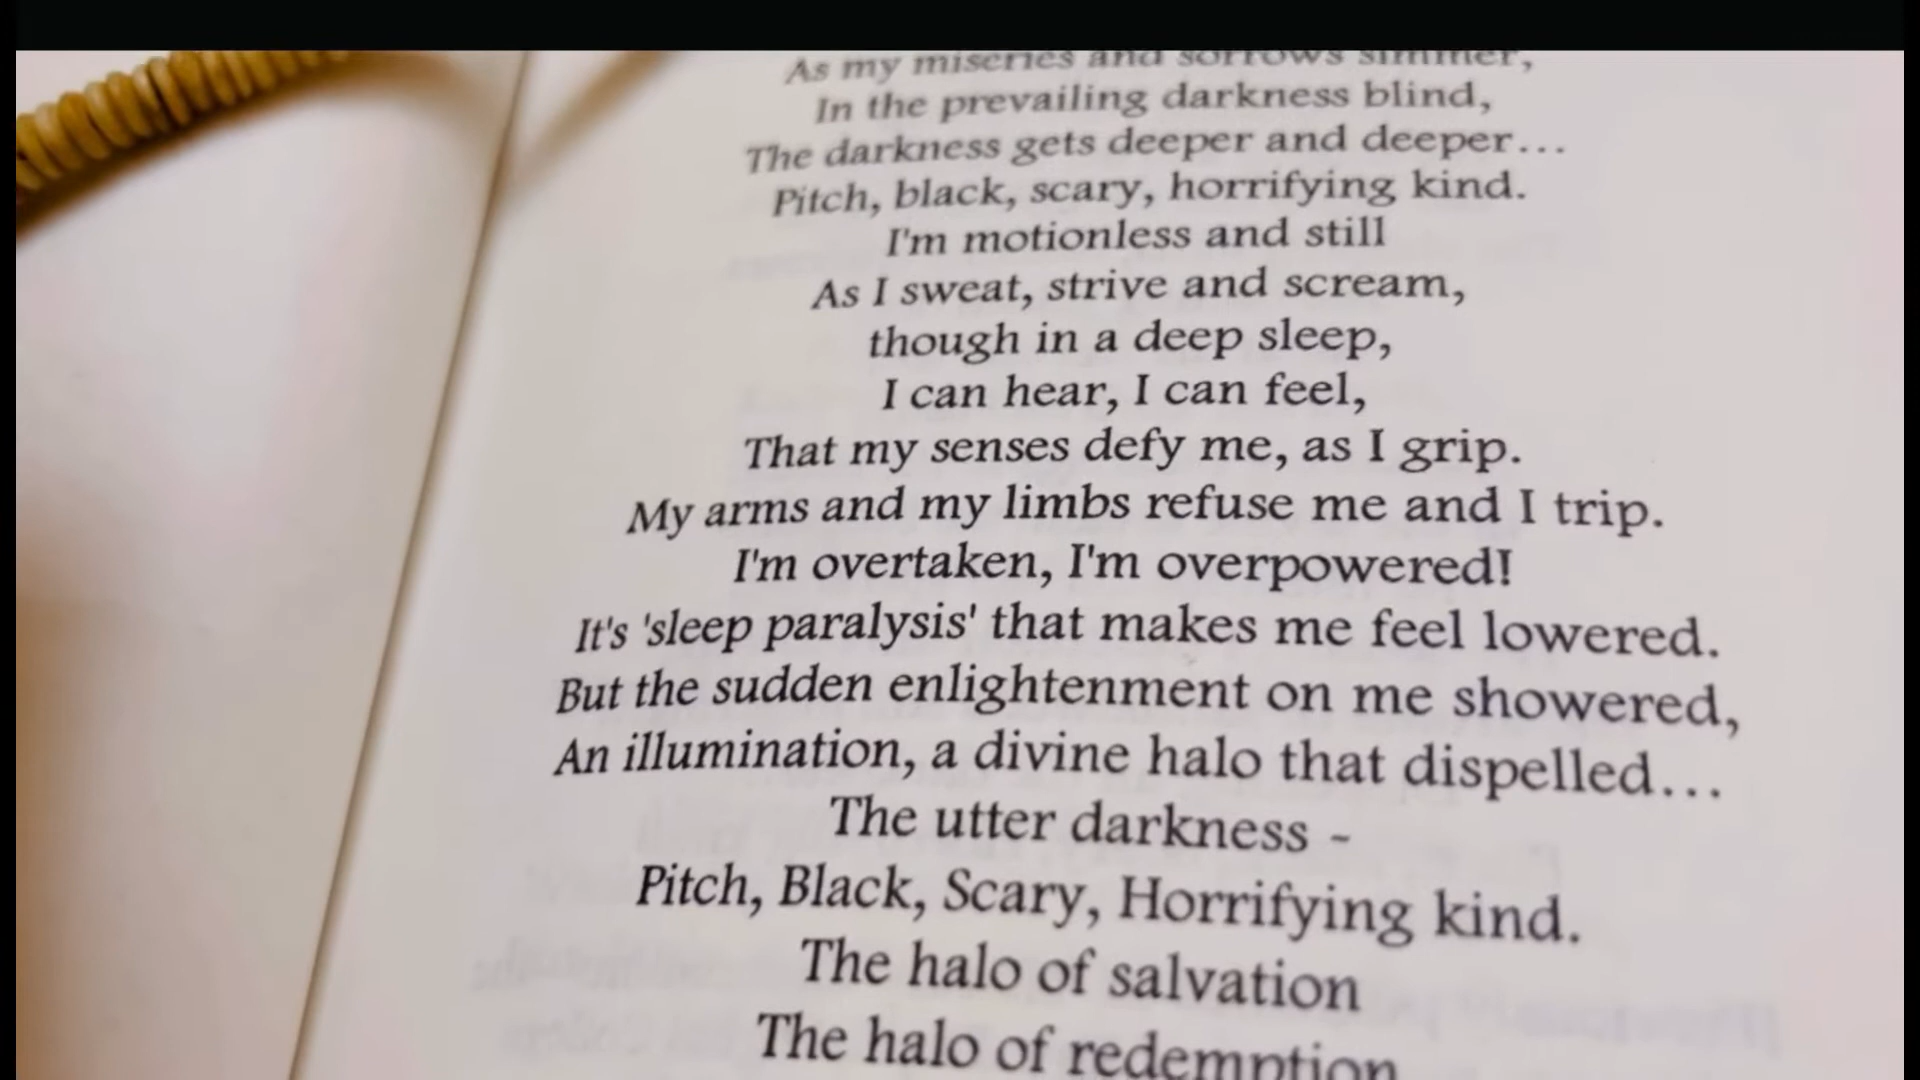 As my miseries and sorrows simmer,
In the prevailing darkness blind,
The darkness gets deeper and deeper...
Pitch, black, scary, horrifying kind.
I'm motionless and still
As I sweat, strive and scream,
though in a deep sleep,
I can hear, I can feel,
That my senses defy me, as I grip.
My arms and my limbs refuse me and I trip.
I'm overtaken, I'm overpowered!
It's 'sleep paralysis' that makes me feel lowered.
But the sudden enlightenment on me showered,
An illumination, a divine halo that dispelled...
The utter darkness -
Pitch, Black, Scary, Horrifying kind.
The halo of salvation
The halo of redemption